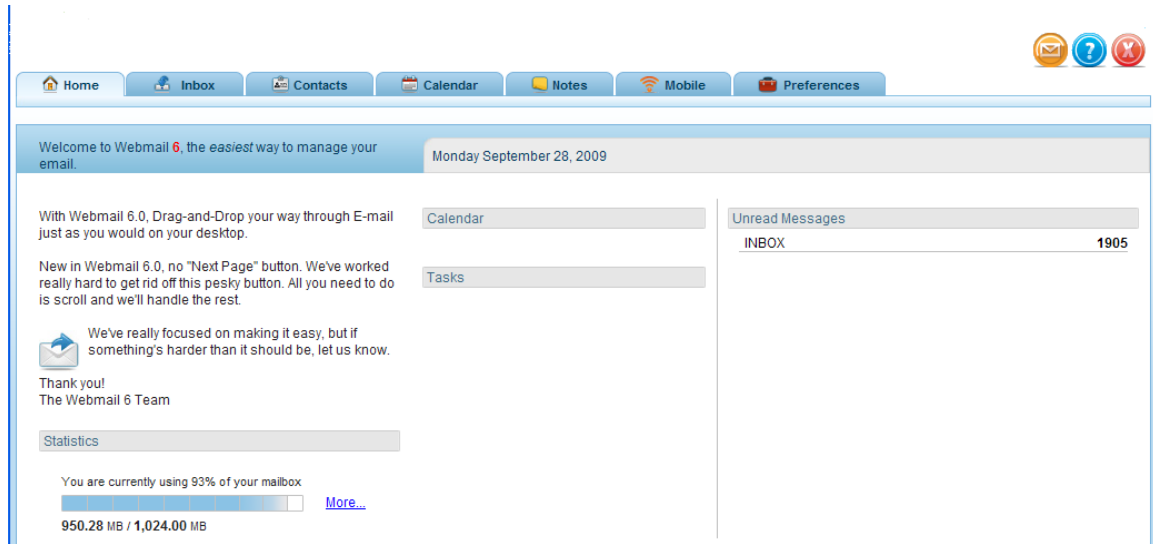 Home
Inbox
Contacts
Calendar
Notes
Mobile
Preferences
Welcome to Webmail 6, the easiest way to manage your
email.
Monday September 28, 2009
With Webmail 6.0, Drag-and-Drop your way through E-mail
just as you would on your desktop.
New in Webmail 6.0, no "Next Page" button. We've worked
really hard to get rid off this pesky button. All you need to do
is scroll and we'll handle the rest.
We've really focused on making it easy, but if
something's harder than it should be, let us know.
Thank you!
The Webmail 6 Team
Statistics
You are currently using 93% of your mailbox
More...
950.28 MB / 1,024.00 MB
Calendar
Tasks
Unread Messages
INBOX 1905